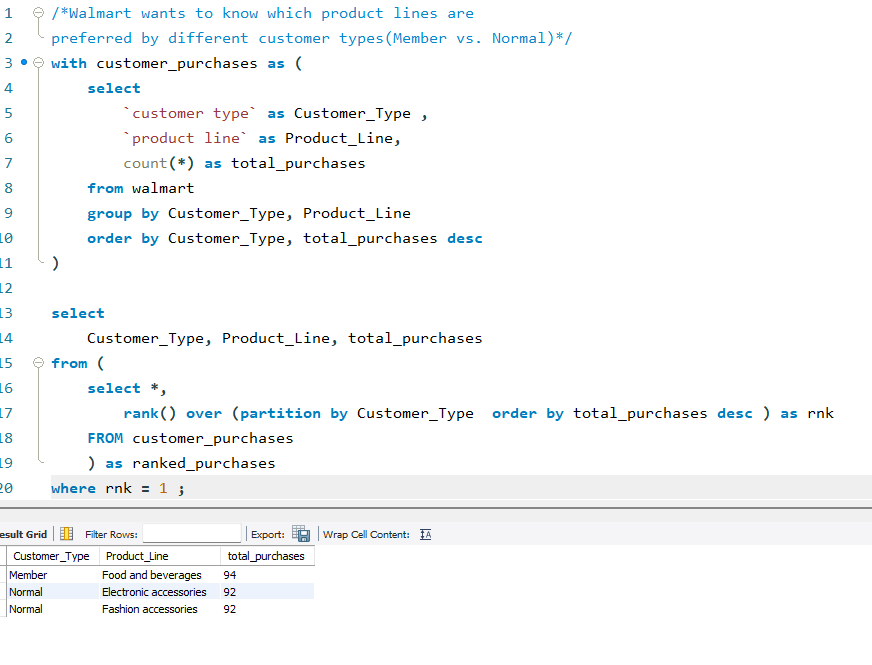 1 /*Walmart wants to know which product lines are
2 preferred by different customer types(Member vs. Normal)*/
3 with customer_purchases as (
4 select
5 `customer type` as Customer_Type ,
6 `product line` as Product_Line,
7 count(*) as total_purchases
8 from walmart
9 group by Customer_Type, Product_Line
10 order by Customer_Type, total_purchases desc
11 )
12
13 select
14 Customer_Type, Product_Line, total_purchases
15 from (
16 select *,
17 rank() over (partition by Customer_Type  order by total_purchases desc ) as rnk
18 FROM customer_purchases
19 ) as ranked_purchases
20 where rnk = 1 ;
esult Grid Filter Rows: Export: Wrap Cell Content: IA
Customer_Type Product_Line total_purchases
Member Food and beverages 94
Normal Electronic accessories 92
Normal Fashion accessories 92